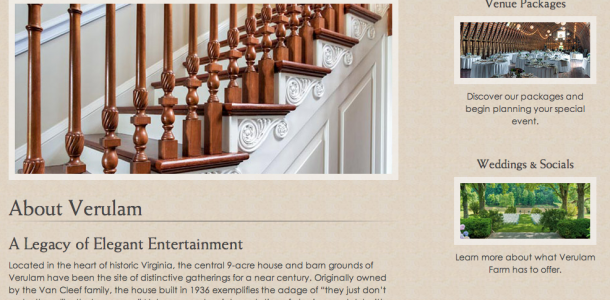 Venue Packages
Discover our packages and
begin planning your special
event.
About Verulam
A Legacy of Elegant Entertainment
Located in the heart of historic Virginia, the central 9-acre house and barn grounds of
Verulam have been the site of distinctive gatherings for a near century. Originally owned
by the Van Cleef family, the house built in 1936 exemplifies the adage of “they just don’t
Weddings & Socials
Learn more about what Verulam
Farm has to offer.